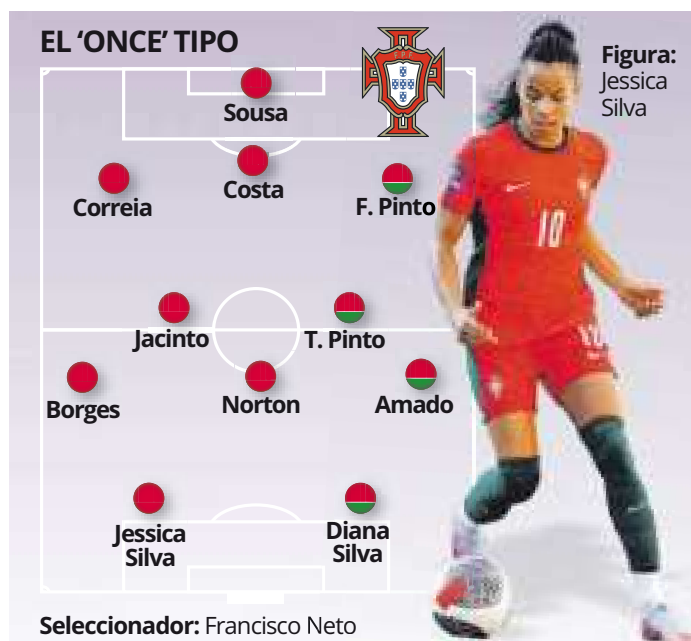 EL ‘ONCE’ TIPO
Figura:
Jessica
Silva
Sousa
Costa
Correia
F. Pinto
Jacinto
T. Pinto
Borges
Norton
Amado
Jessica
Silva
Diana
Silva
10
Seleccionador: Francisco Neto